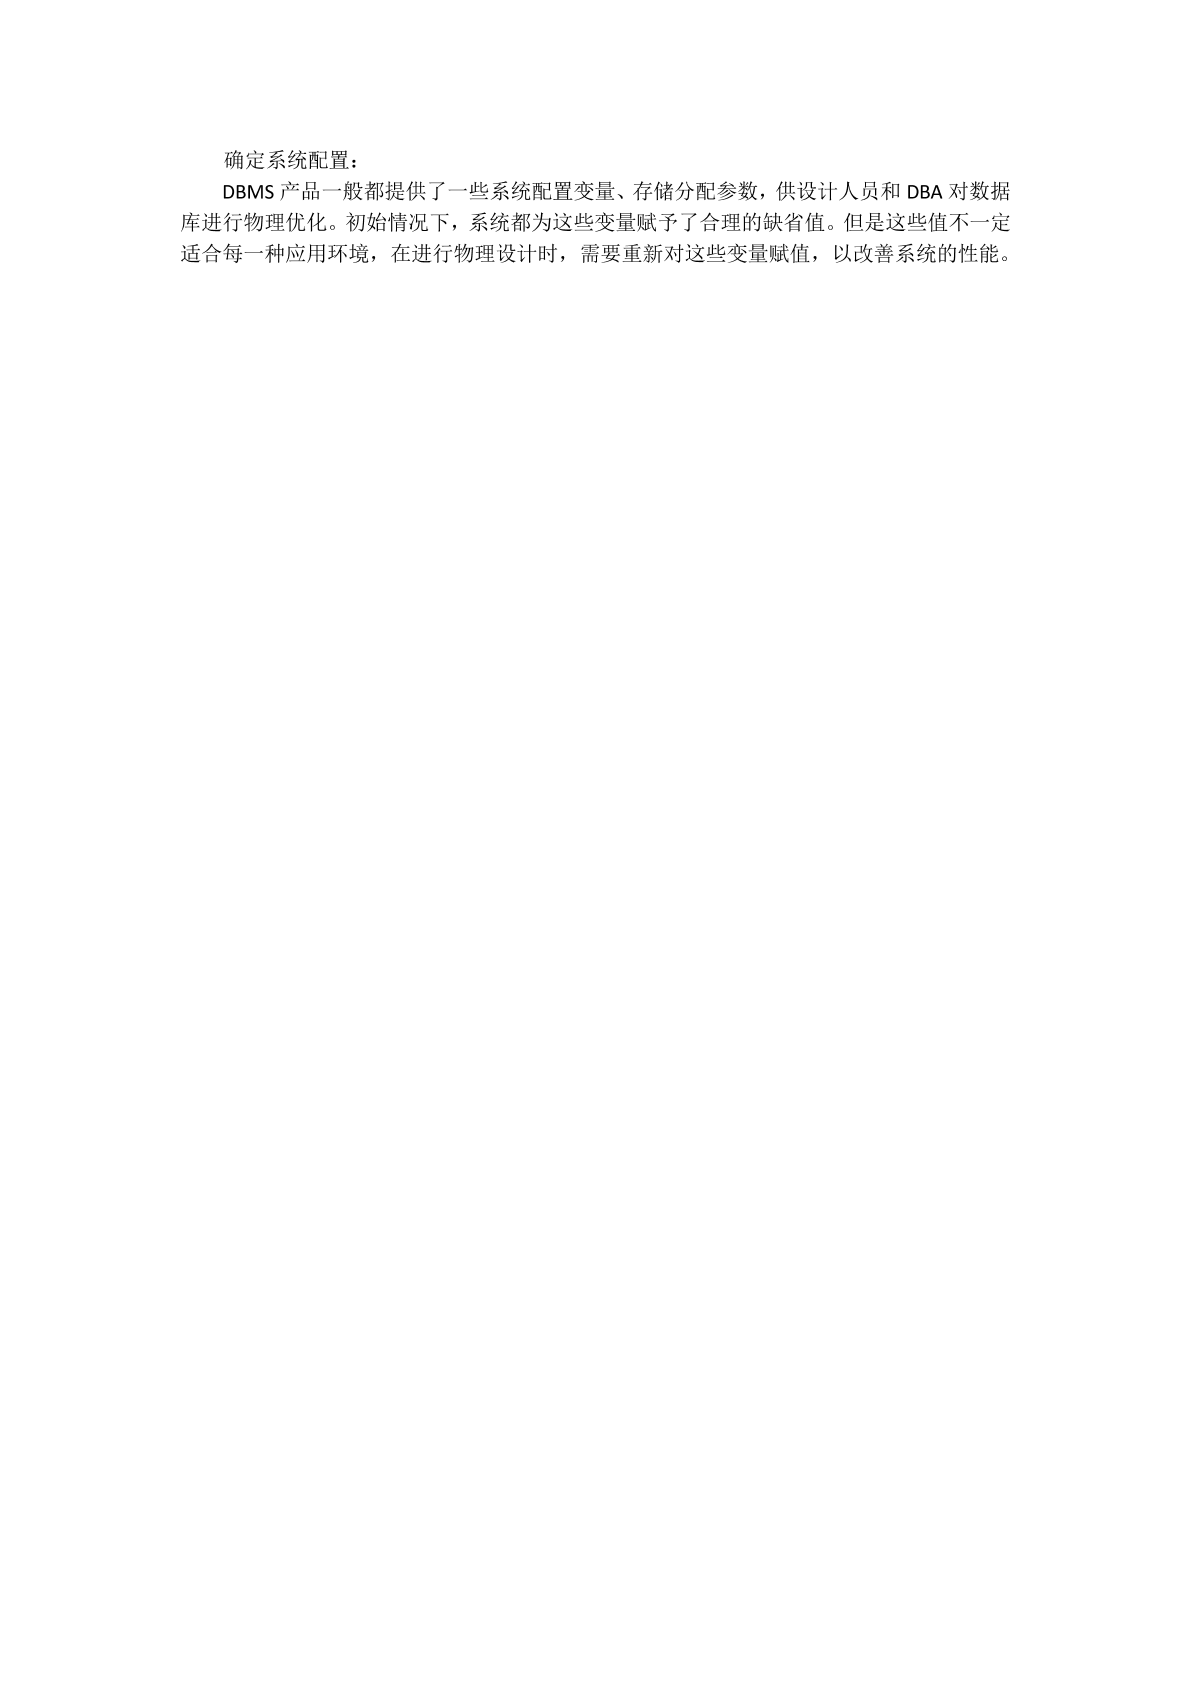 确定系统配置：
DBMS 产品一般都提供了一些系统配置变量、存储分配参数，供设计人员和 DBA 对数据
库进行物理优化。初始情况下，系统都为这些变量赋予了合理的缺省值。但是这些值不一定
适合每一种应用环境，在进行物理设计时，需要重新对这些变量赋值，以改善系统的性能。